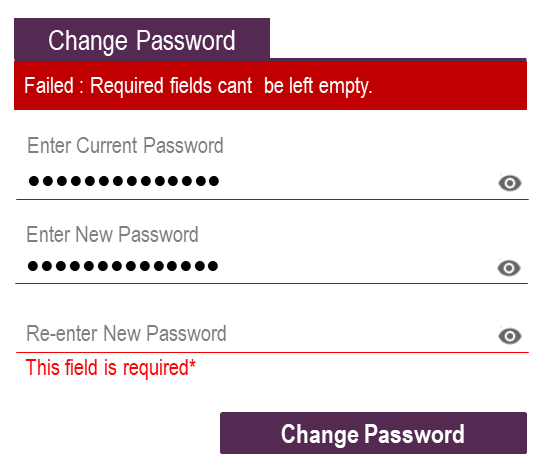 Change Password
Failed : Required fields cant be left empty.
Enter Current Password
●●●●●●●●●●●●●●
Enter New Password
●●●●●●●●●●●●●●
Re-enter New Password
This field is required*
Change Password